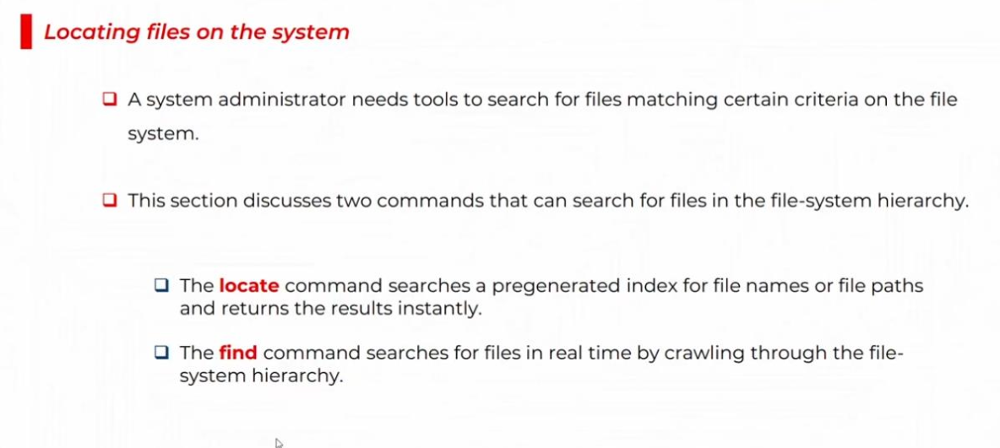 Locating files on the system
A system administrator needs tools to search for files matching certain criteria on the file
system.
This section discusses two commands that can search for files in the file-system hierarchy.
The locate command searches a pregenerated index for file names or file paths
and returns the results instantly.
The find command searches for files in real time by crawling through the file-
system hierarchy.